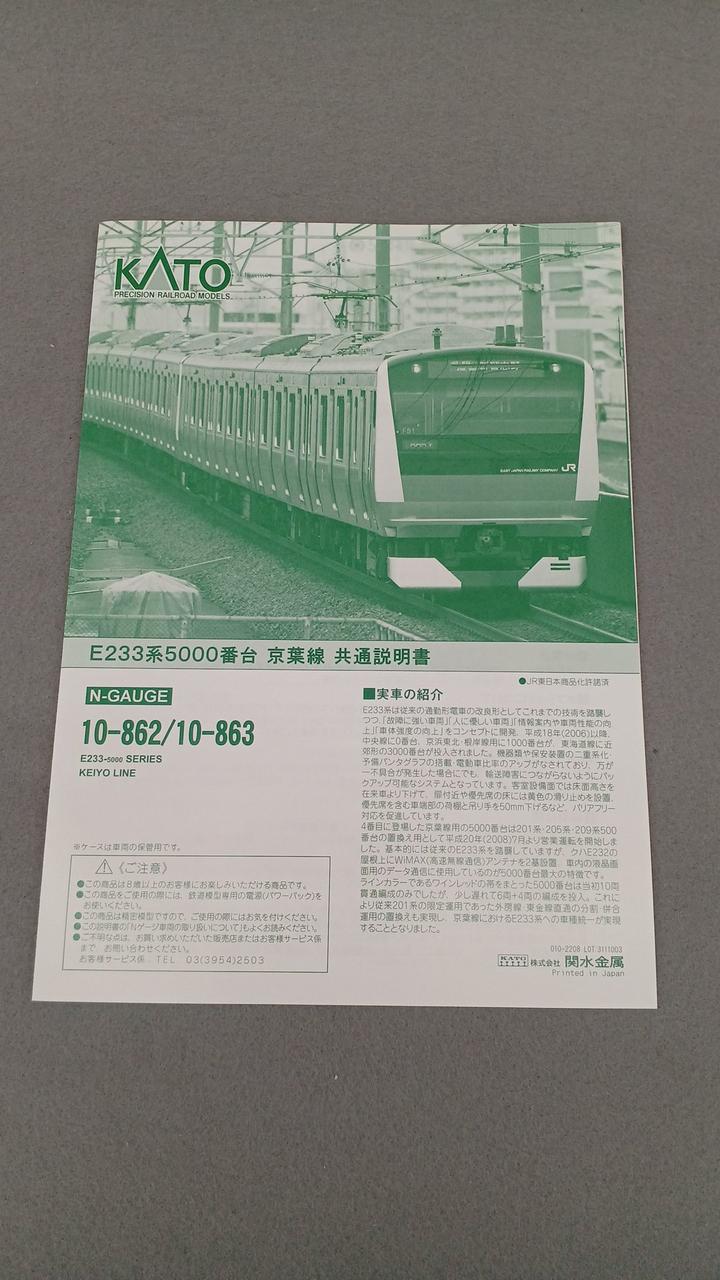 KATO
PRECISION RAILROAD MODELS
EAST JAPAN RAILWAY COMPANY JR
E233系5000番台 京葉線 共通説明書
●JR東日本商品化許諾済
N-GAUGE
10-862/10-863
E233-5000 SERIES
KEIYO LINE
※ケースは車両の保管用です。
⚠《ご注意》
●この商品は8歳以上のお客様にお楽しみいただける商品です。
●この商品をご使用の際には、鉄道模型専用の電源(パワーパック)を
お使いください。
●この商品は精密模型ですので、ご使用の際にはお気を付けください。
●この説明書の「Nゲージ車両の取り扱いについて」もよくお読みください。
●ご不明な点は、お買い求めいただいた販売店またはお客様サービス係
まで、お問い合わせください。
お客様サービス係 TEL 03(3954)2503
■実車の紹介
E233系は従来の通勤形電車の改良形としてこれまでの技術を踏襲し
つつ、「故障に強い車両」「人に優しい車両」「情報案内や車両性能の向
上」「車体強度の向上」をコンセプトに開発、平成18年(2006)以降、
中央線に0番台、京浜東北・根岸線用に1000番台が、東海道線に近
郊形の3000番台が投入されました。機器類や保安装置の二重系化・
予備パンタグラフの搭載・電動車比率のアップがなされており、万が
一不具合が発生した場合にでも、輸送障害につながらないようにバッ
クアップ可能なシステムとなっています。客室設備面では床面高さを
在来車より下げて、扉付近や優先席の床には黄色の滑り止めを設置、
優先席を含む車端部の荷棚と吊り手を50mm下げるなど、バリアフリー
対応を促進しています。
4番目に登場した京葉線用の5000番台は201系・205系・209系500
番台の置換え用として平成20年(2008)7月より営業運転を開始しま
した。基本的には従来のE233系を踏襲していますが、クハE232の
屋根上にWiMAX(高速無線通信)アンテナを2基設置、車内の液晶画
面用のデータ通信に使用しているのが5000番台最大の特徴です。
ラインカラーであるワインレッドの帯をまとった5000番台は当初10両
貫通編成のみでしたが、少し遅れて6両+4両の編成を投入。これに
より従来201系の限定運用であった外房線・東金線直通の分割・併合
運用の置換えも実現し、京葉線におけるE233系への車種統一が実現
することとなりました。
010-2208 LOT.3111003
KATO 株式会社 関水金属
Printed in Japan